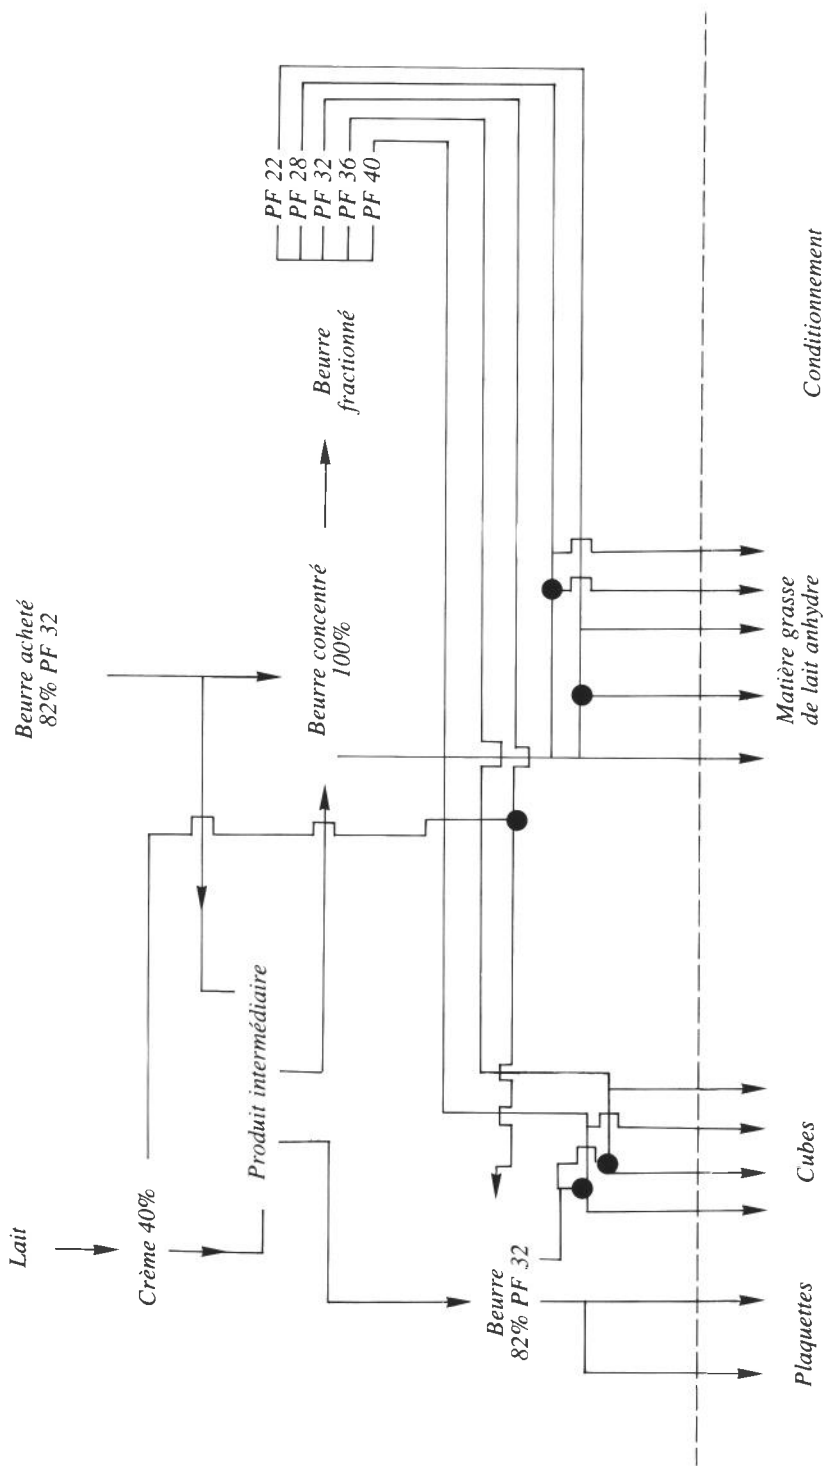 Lait
Crème 40%
Produit intermédiaire
Beurre acheté
82% PF 32
Beurre concentré
100%
Beurre
fractionné
PF 22
PF 28
PF 32
PF 36
PF 40
Beurre
82% PF 32
Plaquettes
Cubes
Matière grasse
de lait anhydre
Conditionnement